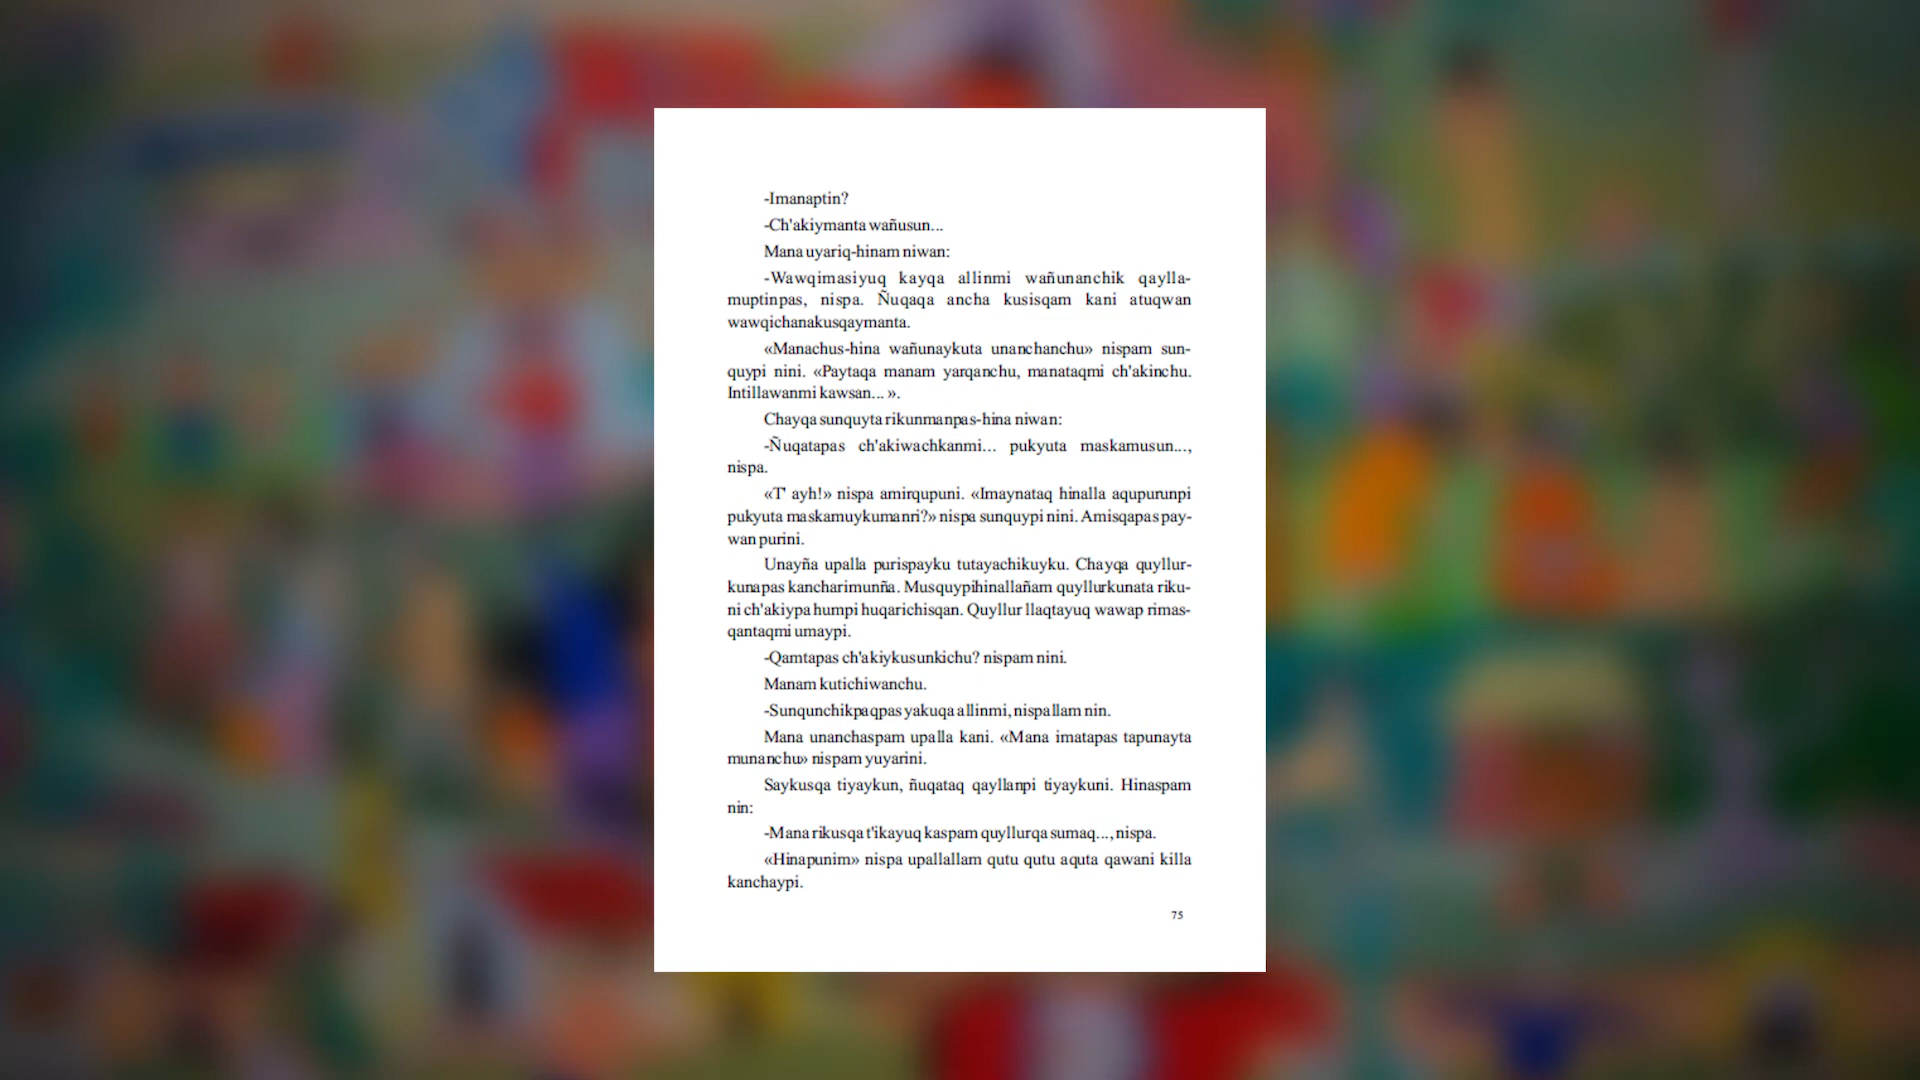 -Imanaptin?
-Ch'akiymanta wañusun...
Mana uyariq-hinam niwan:
-Wawqimasiyuq kayqa allinmi wañunanchik qaylla-
muptinpas, nispa. Ñuqaqa ancha kusisqam kani atuqwan
wawqichanakusqaymanta.
«Manachus-hina wañunaykuta unanchanchu» nispam sun-
quypi nini. «Paytaqa manam yarqanchu, manataqmi ch'akinchu.
Intillawanmi kawsan... ».
Chayqa sunquyta rikunmanpas-hina niwan:
-Ñuqatapas ch'akiwachkanmi... pukyuta maskamusun...,
nispa.
«T' ayh!» nispa amirqupuni. «Imaynataq hinalla aqupurunpi
pukyuta maskamuykumanri?» nispa sunquypi nini. Amisqapas pay-
wan purini.
Unayña upalla purispayku tutayachikuyku. Chayqa quyllur-
kunapas kancharimunña. Musquypihinallañam quyllurkunata riku-
ni ch'akiypa humpi huqarichisqan. Quyllur llaqtayuq wawap rimas-
qantaqmi umaypi.
-Qamtapas ch'akiykusunkichu? nispam nini.
Manam kutichiwanchu.
-Sunqunchikpaqpas yakuqa allinmi, nispallam nin.
Mana unanchaspam upalla kani. «Mana imatapas tapunayta
munanchu» nispam yuyarini.
Saykusqa tiyaykun, ñuqataq qayllanpi tiyaykuni. Hinaspam
nin:
-Mana rikusqa t'ikayuq kaspam quyllurqa sumaq..., nispa.
«Hinapunim» nispa upallallam qutu qutu aquta qawani killa
kanchaypi.
75